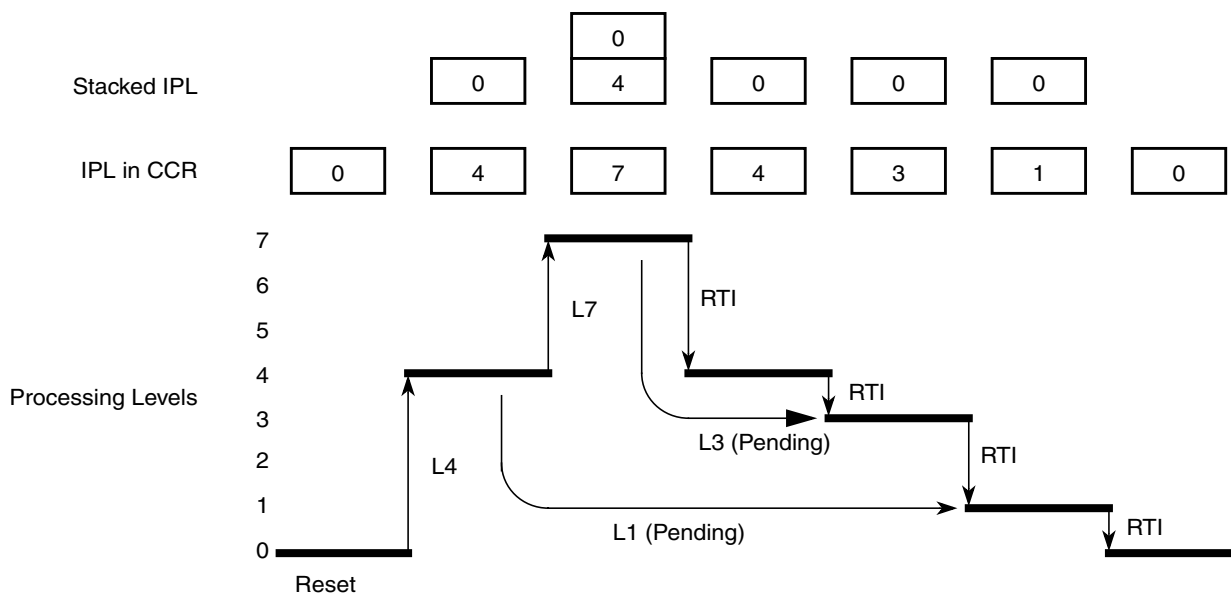 0
Stacked IPL 0 4 0 0 0
IPL in CCR 0 4 7 4 3 1 0
7
6
L7 RTI
5
Processing Levels 4
RTI
3
L3 (Pending)
2
L4 RTI
1
L1 (Pending) RTI
0
Reset